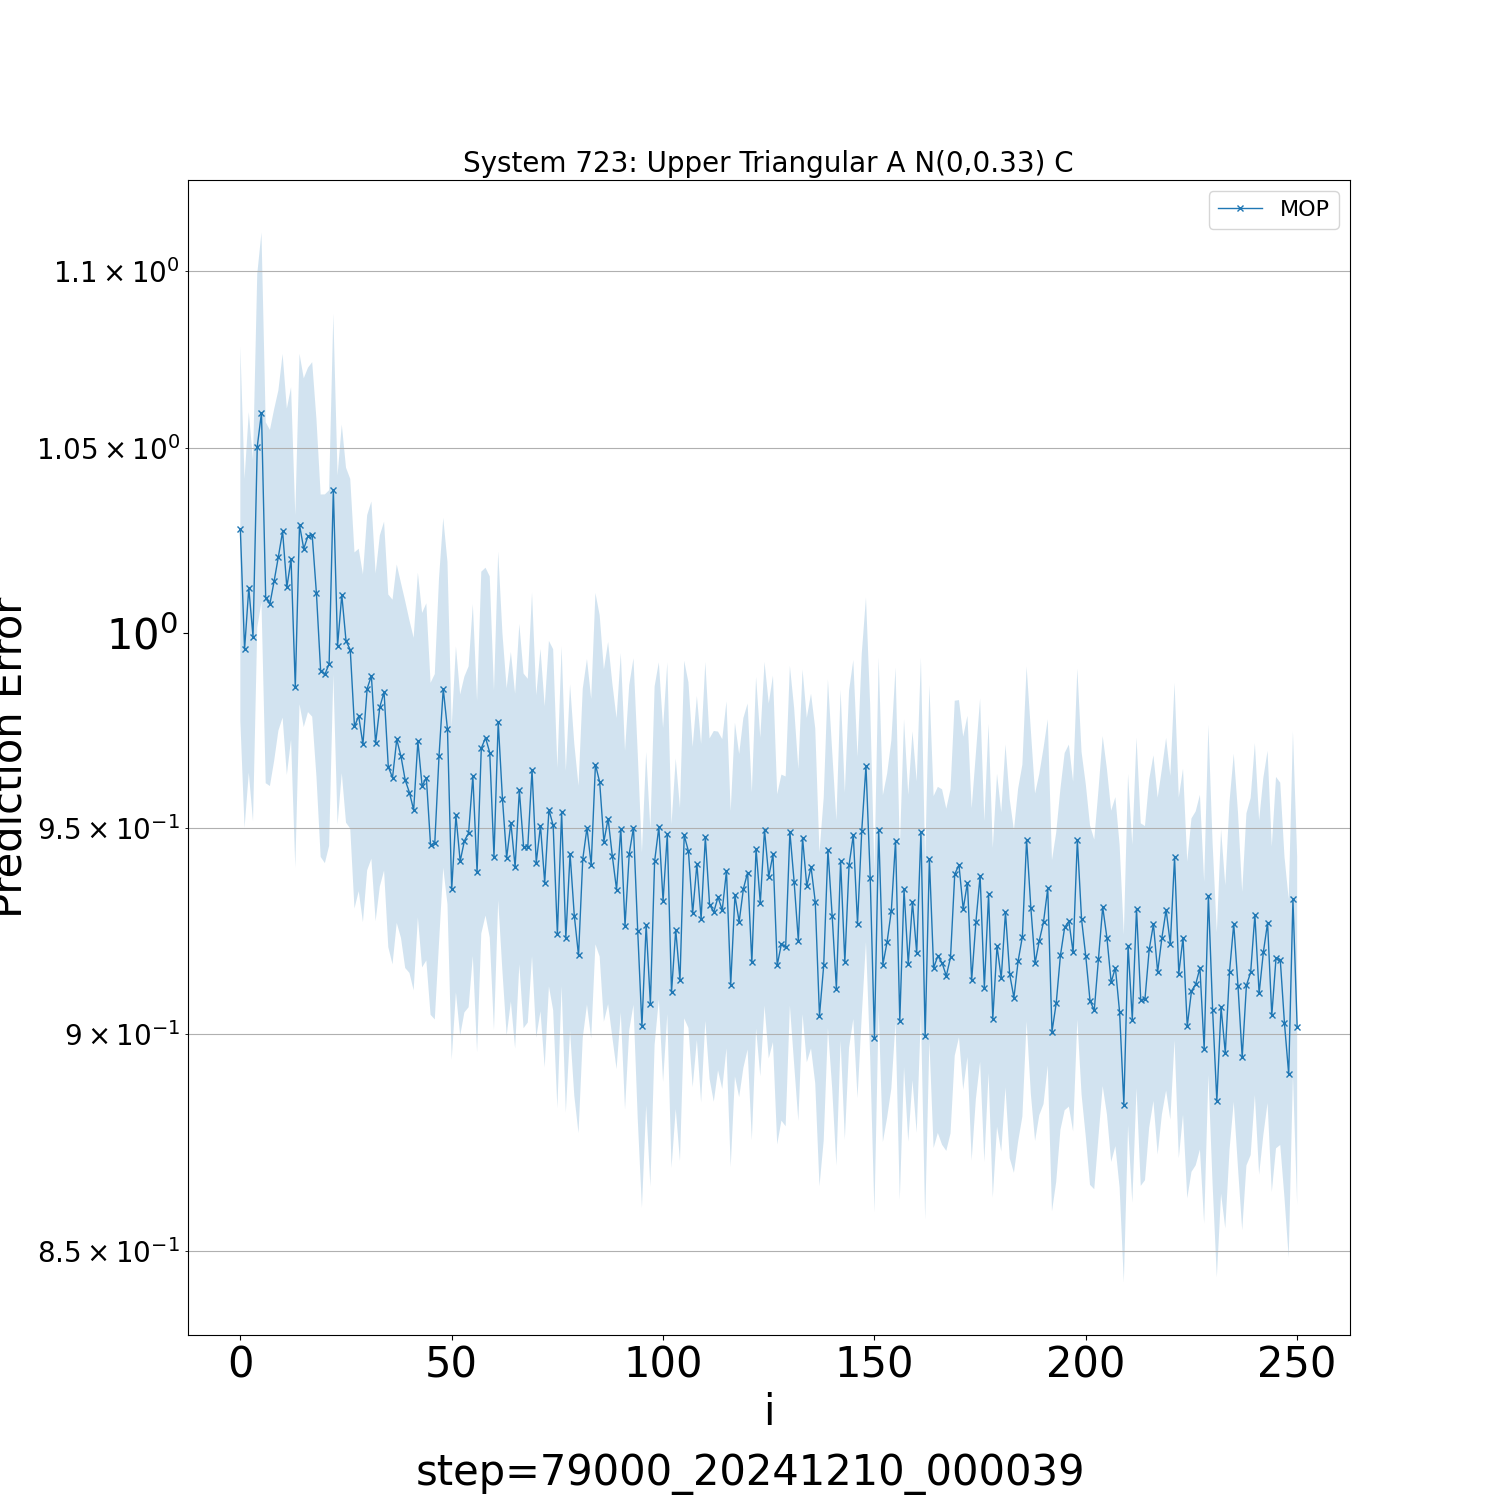 System 723: Upper Triangular A N(0,0.33) C
MOP
1.1 × 10⁰
1.05 × 10⁰
10⁰
9.5 × 10⁻¹
9 × 10⁻¹
8.5 × 10⁻¹
Prediction Error
0 50 100 150 200 250
i
step=79000_20241210_000039